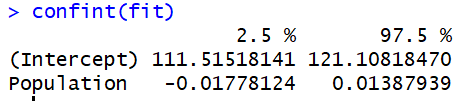 > confint(fit)
2.5 % 97.5 %
(Intercept) 111.51518141 121.10818470
Population -0.01778124 0.01387939